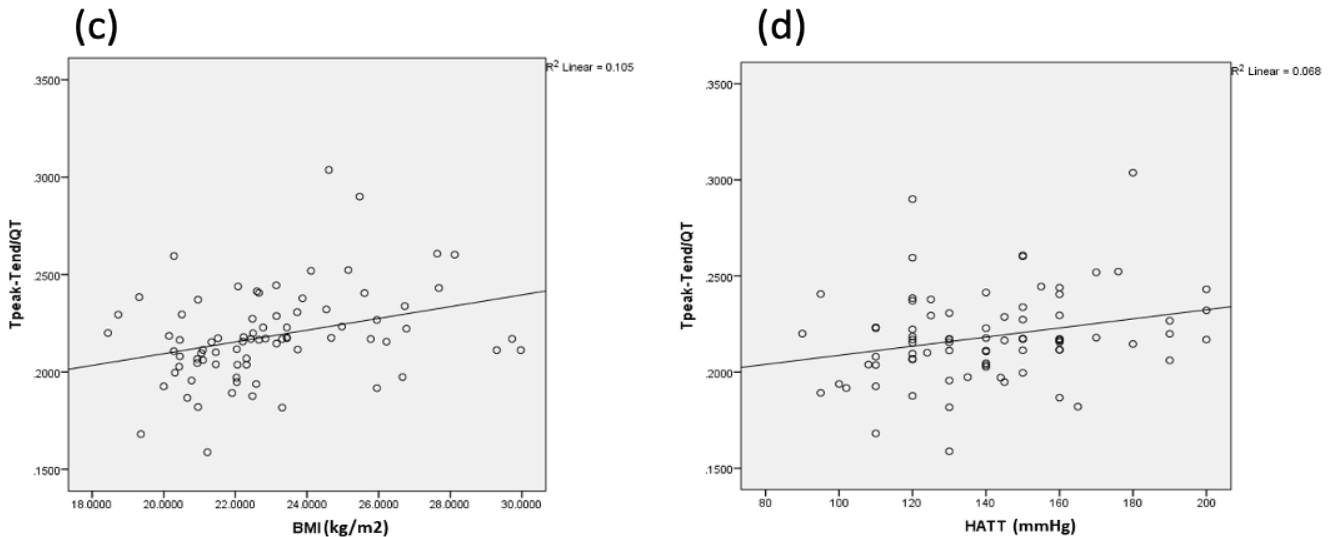 (c)
R² Linear = 0.105
.3500
.3000
.2500
.2000
.1500
Tpeak-Tend/QT
18.0000 20.0000 22.0000 24.0000 26.0000 28.0000 30.0000
BMI (kg/m2)
(d)
R² Linear = 0.068
.3500
.3000
.2500
.2000
.1500
Tpeak-Tend/QT
80 100 120 140 160 180 200
HATT (mmHg)